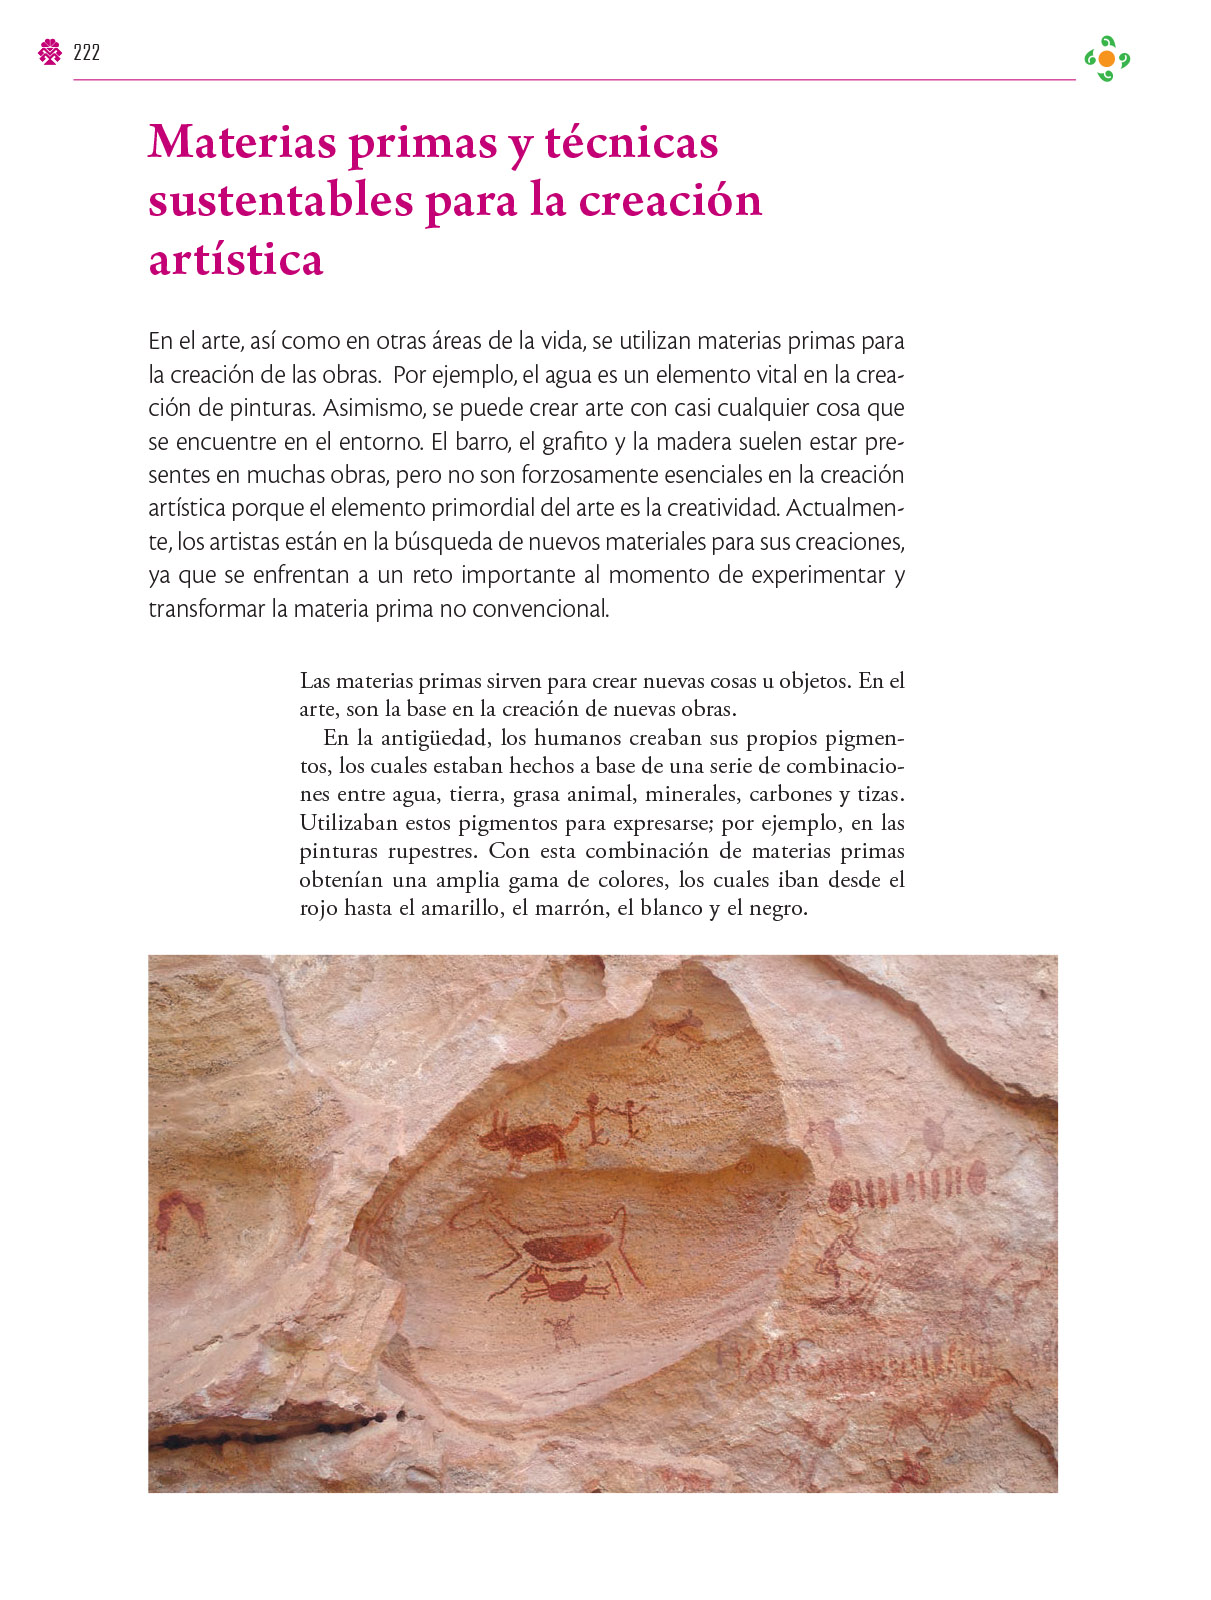 222
Materias primas y técnicas
sustentables para la creación
artística
En el arte, así como en otras áreas de la vida, se utilizan materias primas para
la creación de las obras. Por ejemplo, el agua es un elemento vital en la crea-
ción de pinturas. Asimismo, se puede crear arte con casi cualquier cosa que
se encuentre en el entorno. El barro, el grafito y la madera suelen estar pre-
sentes en muchas obras, pero no son forzosamente esenciales en la creación
artística porque el elemento primordial del arte es la creatividad. Actualmen-
te, los artistas están en la búsqueda de nuevos materiales para sus creaciones,
ya que se enfrentan a un reto importante al momento de experimentar y
transformar la materia prima no convencional.
Las materias primas sirven para crear nuevas cosas u objetos. En el
arte, son la base en la creación de nuevas obras.
En la antigüedad, los humanos creaban sus propios pigmen-
tos, los cuales estaban hechos a base de una serie de combinacio-
nes entre agua, tierra, grasa animal, minerales, carbones y tizas.
Utilizaban estos pigmentos para expresarse; por ejemplo, en las
pinturas rupestres. Con esta combinación de materias primas
obtenían una amplia gama de colores, los cuales iban desde el
rojo hasta el amarillo, el marrón, el blanco y el negro.